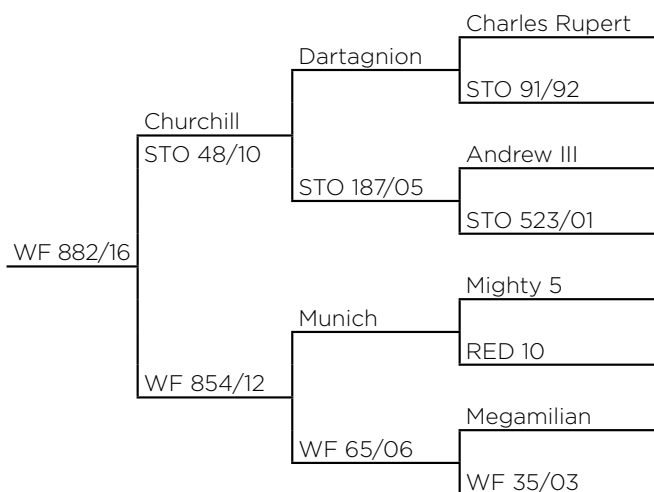 Charles Rupert
Dartagnion
STO 91/92
Churchill
STO 48/10
Andrew III
STO 187/05
STO 523/01
WF 882/16
Mighty 5
Munich
RED 10
WF 854/12
Megamilian
WF 65/06
WF 35/03